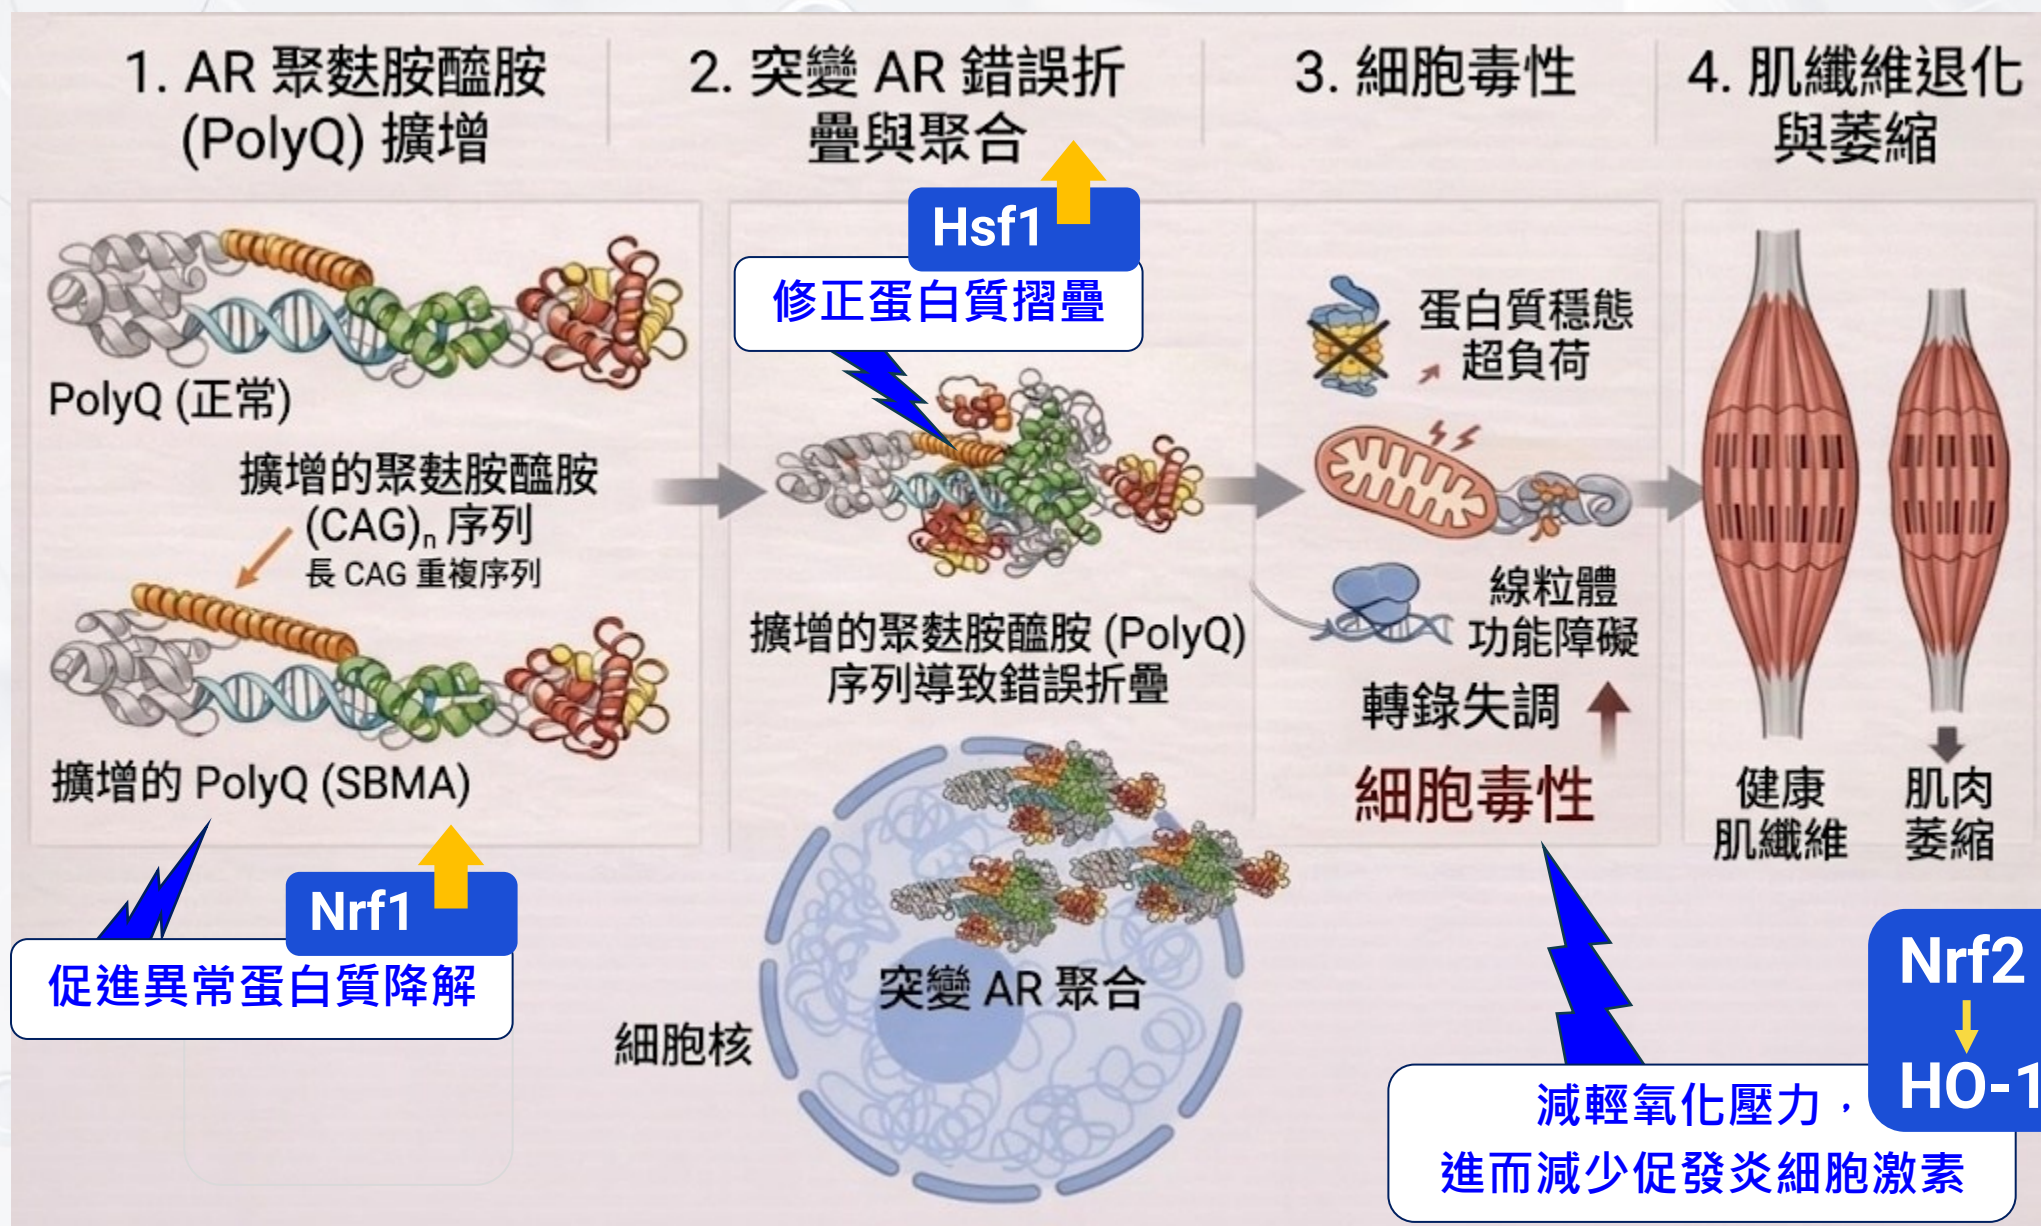 1. AR 聚麩胺醯胺
(PolyQ) 擴增
2. 突變 AR 錯誤折
疊與聚合
3. 細胞毒性
4. 肌纖維退化
與萎縮
PolyQ (正常)
擴增的聚麩胺醯胺
(CAG)n 序列
長 CAG 重複序列
擴增的 PolyQ (SBMA)
Nrf1
促進異常蛋白質降解
Hsf1
修正蛋白質摺疊
擴增的聚麩胺醯胺 (PolyQ)
序列導致錯誤折疊
突變 AR 聚合
細胞核
蛋白質穩態
超負荷
線粒體
功能障礙
轉錄失調
細胞毒性
健康
肌纖維
肌肉
萎縮
Nrf2
HO-1
減輕氧化壓力，
進而減少促發炎細胞激素